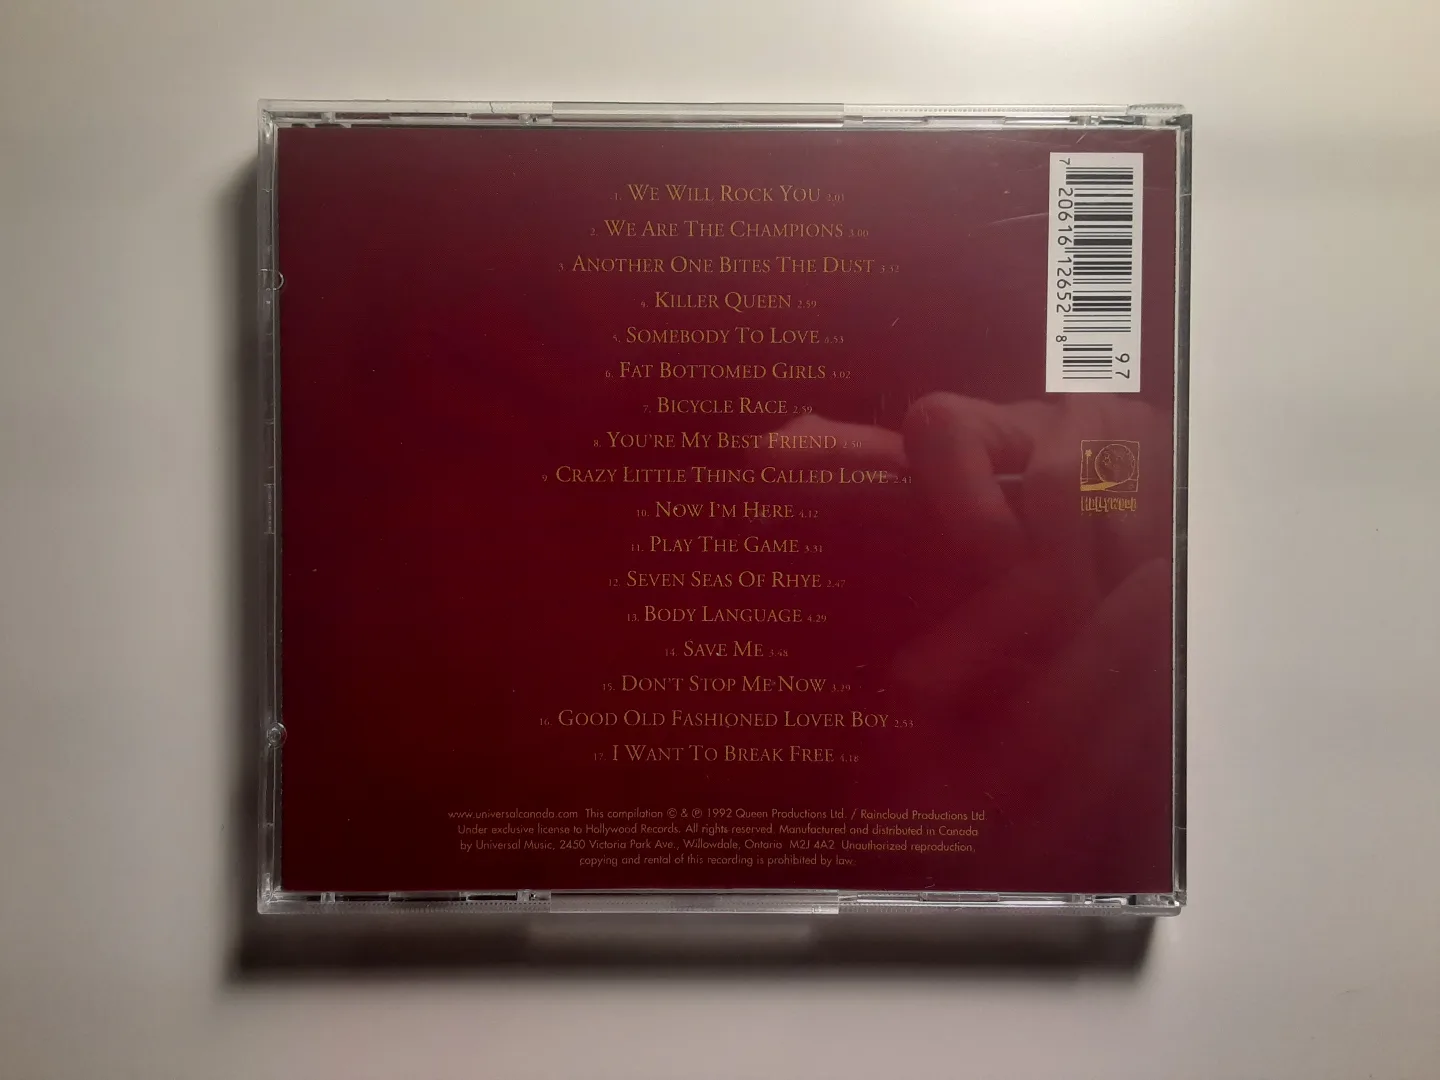 1. WE WILL ROCK YOU 2.01
2. WE ARE THE CHAMPIONS 3.00
3. ANOTHER ONE BITES THE DUST 3.32
4. KILLER QUEEN 2.59
5. SOMEBODY TO LOVE 4.53
6. FAT BOTTOMED GIRLS 3.02
7. BICYCLE RACE 2.59
8. YOU'RE MY BEST FRIEND 2.50
9. CRAZY LITTLE THING CALLED LOVE 2.41
10. NOW I'M HERE 4.12
11. PLAY THE GAME 3.31
12. SEVEN SEAS OF RHYE 2.47
13. BODY LANGUAGE 4.29
14. SAVE ME 3.48
15. DON'T STOP ME NOW 3.29
16. GOOD OLD FASHIONED LOVER BOY 2.53
17. I WANT TO BREAK FREE 4.18
www.universalcanada.com This compilation © & ℗ 1992 Queen Productions Ltd. / Raincloud Productions Ltd.
Under exclusive license to Hollywood Records. All rights reserved. Manufactured and distributed in Canada
by Universal Music, 2450 Victoria Park Ave., Willowdale, Ontario M2J 4A2 Unauthorized reproduction,
copying and rental of this recording is prohibited by law.
7 20616 12652 8
97
HOLLYWOOD